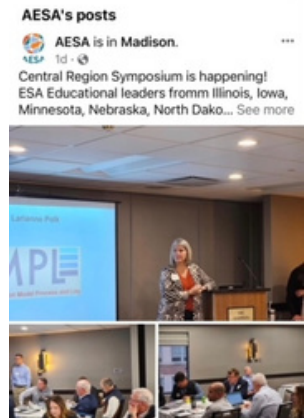 AESA's posts
AESA is in Madison.
1d
Central Region Symposium is happening!
ESA Educational leaders fromm Illinois, Iowa,
Minnesota, Nebraska, North Dako... See more
MPLE